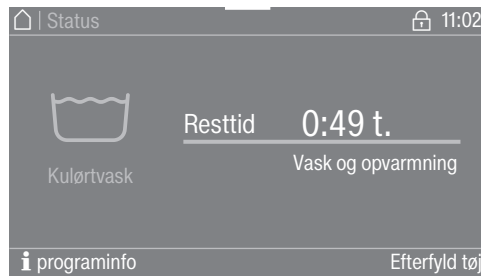 | Status
11:02
Resttid 0:49 t.
Vask og opvarmning
Kulørtvask
i programinfo
Efterfyld tøj